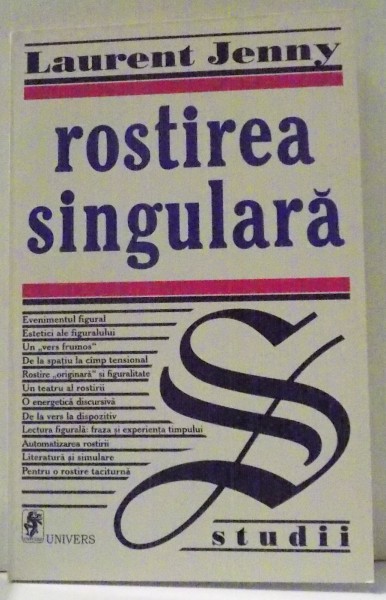 Laurent Jenny
rostirea
singulară
Evenimentul figural
Estetici ale figuralului
Un „vers frumos"
De la spațiu la cîmp tensional
Rostire „originară" și figuralitate
Un teatru al rostirii
O energetică discursivă
De la vers la dispozitiv
Lectura figurală: fraza și experiența timpului
Automatizarea rostirii
Literatură și simulare
Pentru o rostire taciturnă
S
studii
UNIVERS